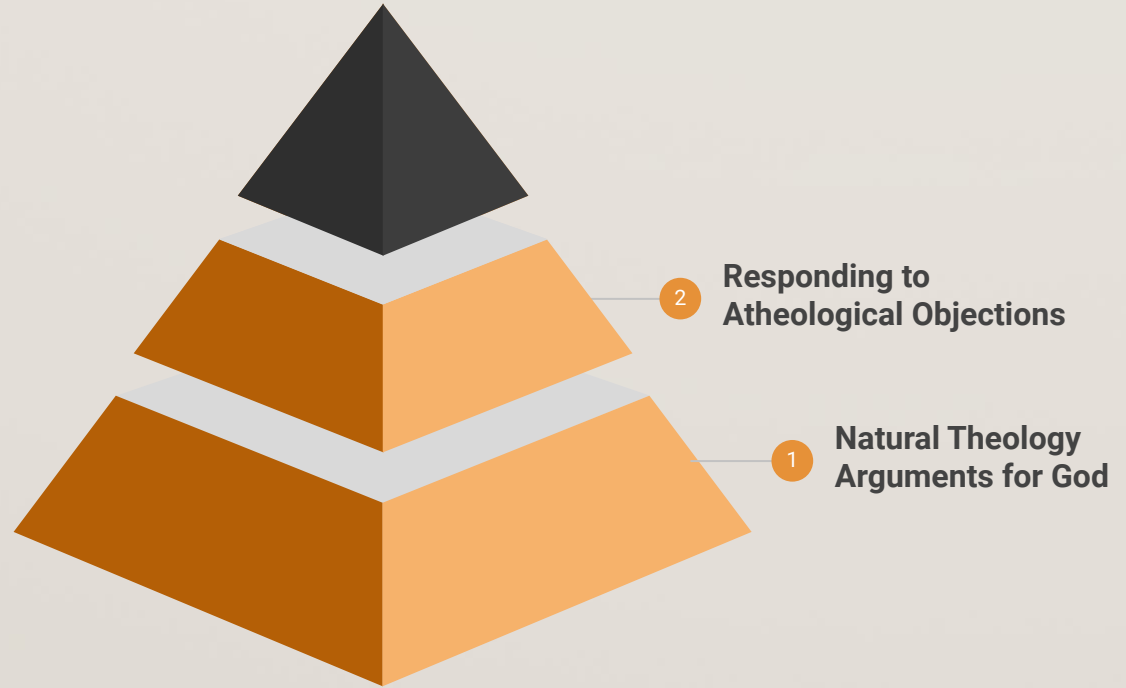 2
Responding to
Atheological Objections
1
Natural Theology
Arguments for God